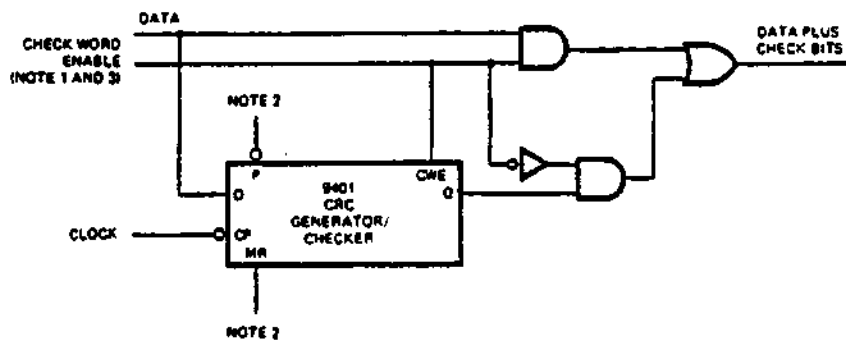 DATA
CHECK WORD
ENABLE
(NOTE 1 AND 3)
DATA PLUS
CHECK BITS
NOTE 2
P
CWE
D
9401
CRC
GENERATOR/
CHECKER
Q
CLOCK
CP
MR
NOTE 2